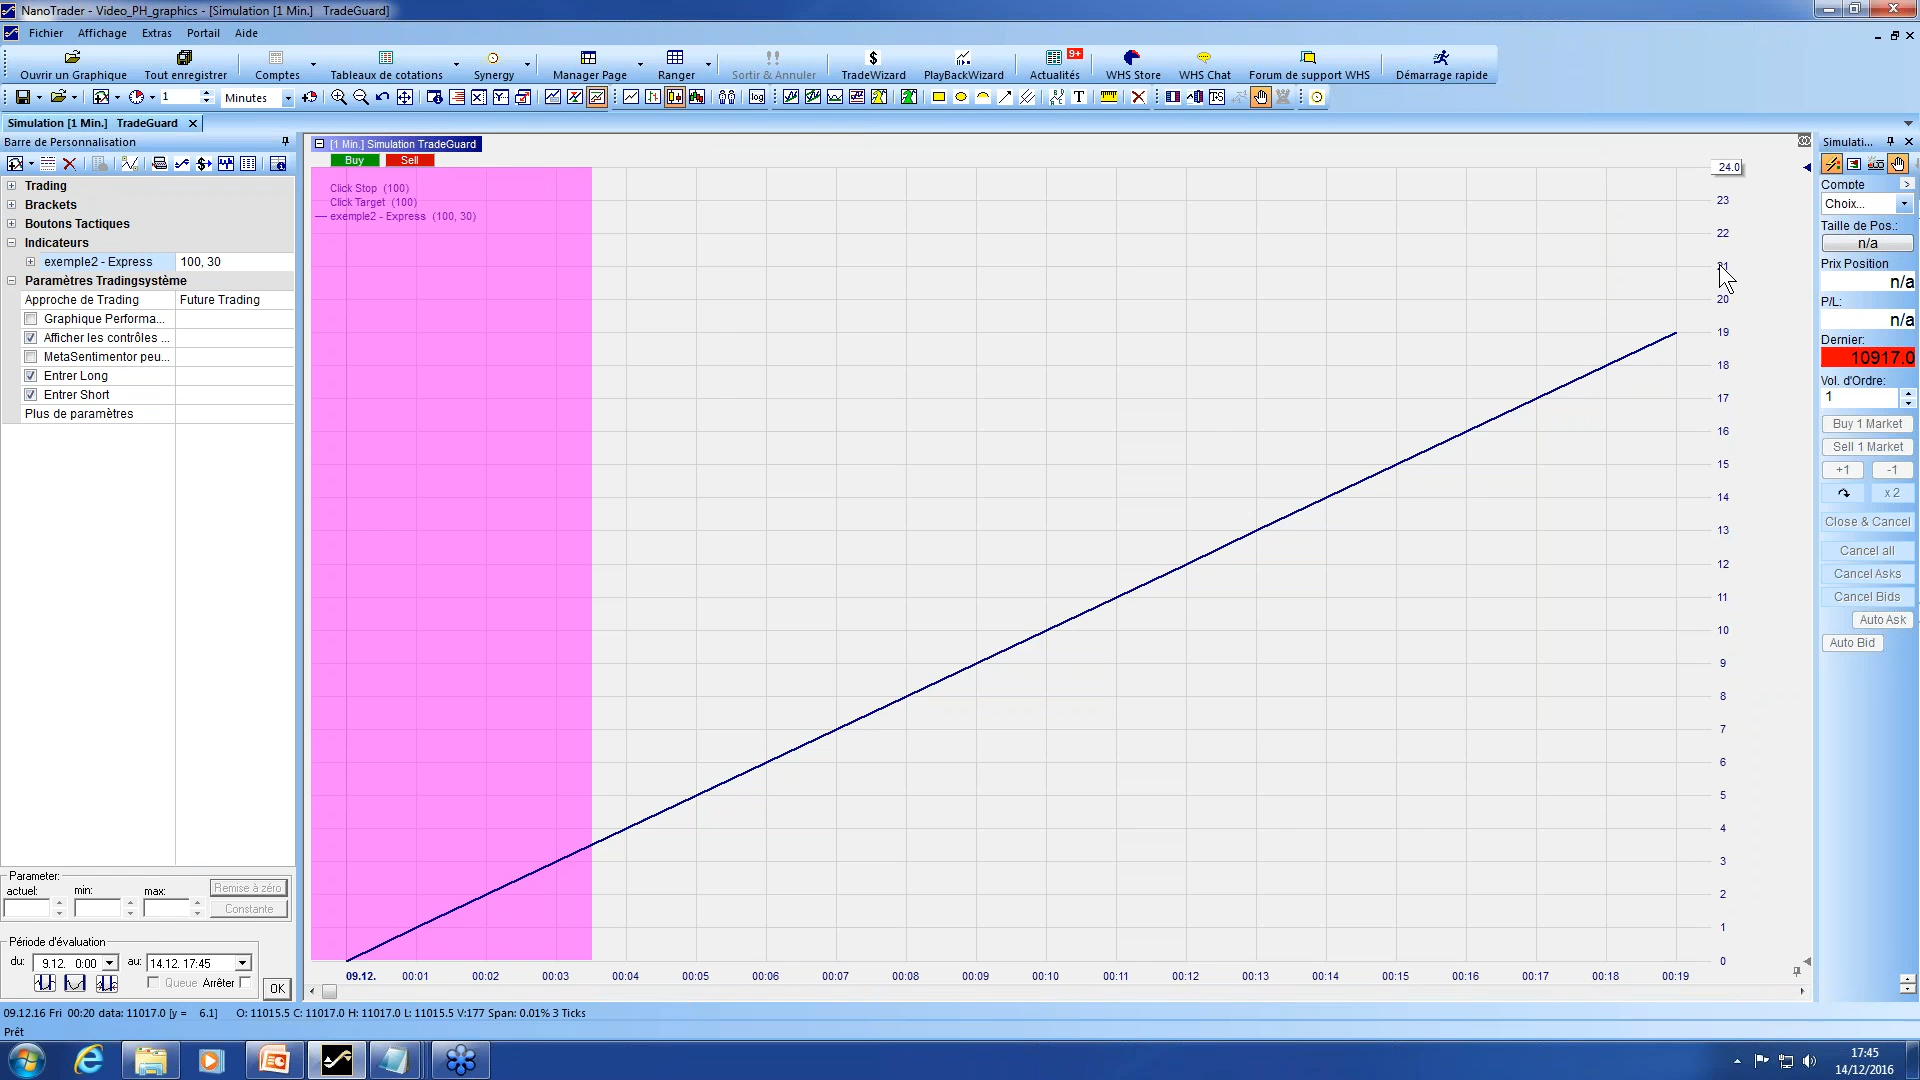 NanoTrader - Video_PH_graphics - [Simulation [1 Min.]   TradeGuard]
Fichier Affichage Extras Portail Aide
Ouvrir un Graphique Tout enregistrer Comptes Tableaux de cotations Synergy Manager Page Ranger Sortir & Annuler TradeWizard PlayBackWizard Actualités 9+ WHS Store WHS Chat Forum de support WHS Démarrage rapide
1 Minutes log T
Simulation [1 Min.]   TradeGuard
Barre de Personnalisation
Trading
Brackets
Boutons Tactiques
Indicateurs
exemple2 - Express 100, 30
Paramètres Tradingsystème
Approche de Trading Future Trading
Graphique Performa...
Afficher les contrôles ...
MetaSentimentor peu...
Entrer Long
Entrer Short
Plus de paramètres
Parameter:
actuel: min: max: Remise à zéro
Constante
Période d'évaluation
du: 9.12. 0:00 au: 14.12. 17:45
Queue Arrêter OK
[1 Min.] Simulation TradeGuard
Buy Sell
Click Stop (100)
Click Target (100)
exemple2 - Express (100, 30)
24.0
23
22
21
20
19
18
17
16
15
14
13
12
11
10
9
8
7
6
5
4
3
2
1
0
09.12. 00:01 00:02 00:03 00:04 00:05 00:06 00:07 00:08 00:09 00:10 00:11 00:12 00:13 00:14 00:15 00:16 00:17 00:18 00:19
Simulati...
Compte
Choix...
Taille de Pos.:
n/a
Prix Position
n/a
P/L:
n/a
Dernier:
10917.0
Vol. d'Ordre:
1
Buy 1 Market
Sell 1 Market
+1 -1
x 2
Close & Cancel
Cancel all
Cancel Asks
Cancel Bids
Auto Ask
Auto Bid
09.12.16 Fri 00:20 data: 11017.0 [y = 6.1] O: 11015.5 C: 11017.0 H: 11017.0 L: 11015.5 V:177 Span: 0.01% 3 Ticks
Prêt
17:45
14/12/2016